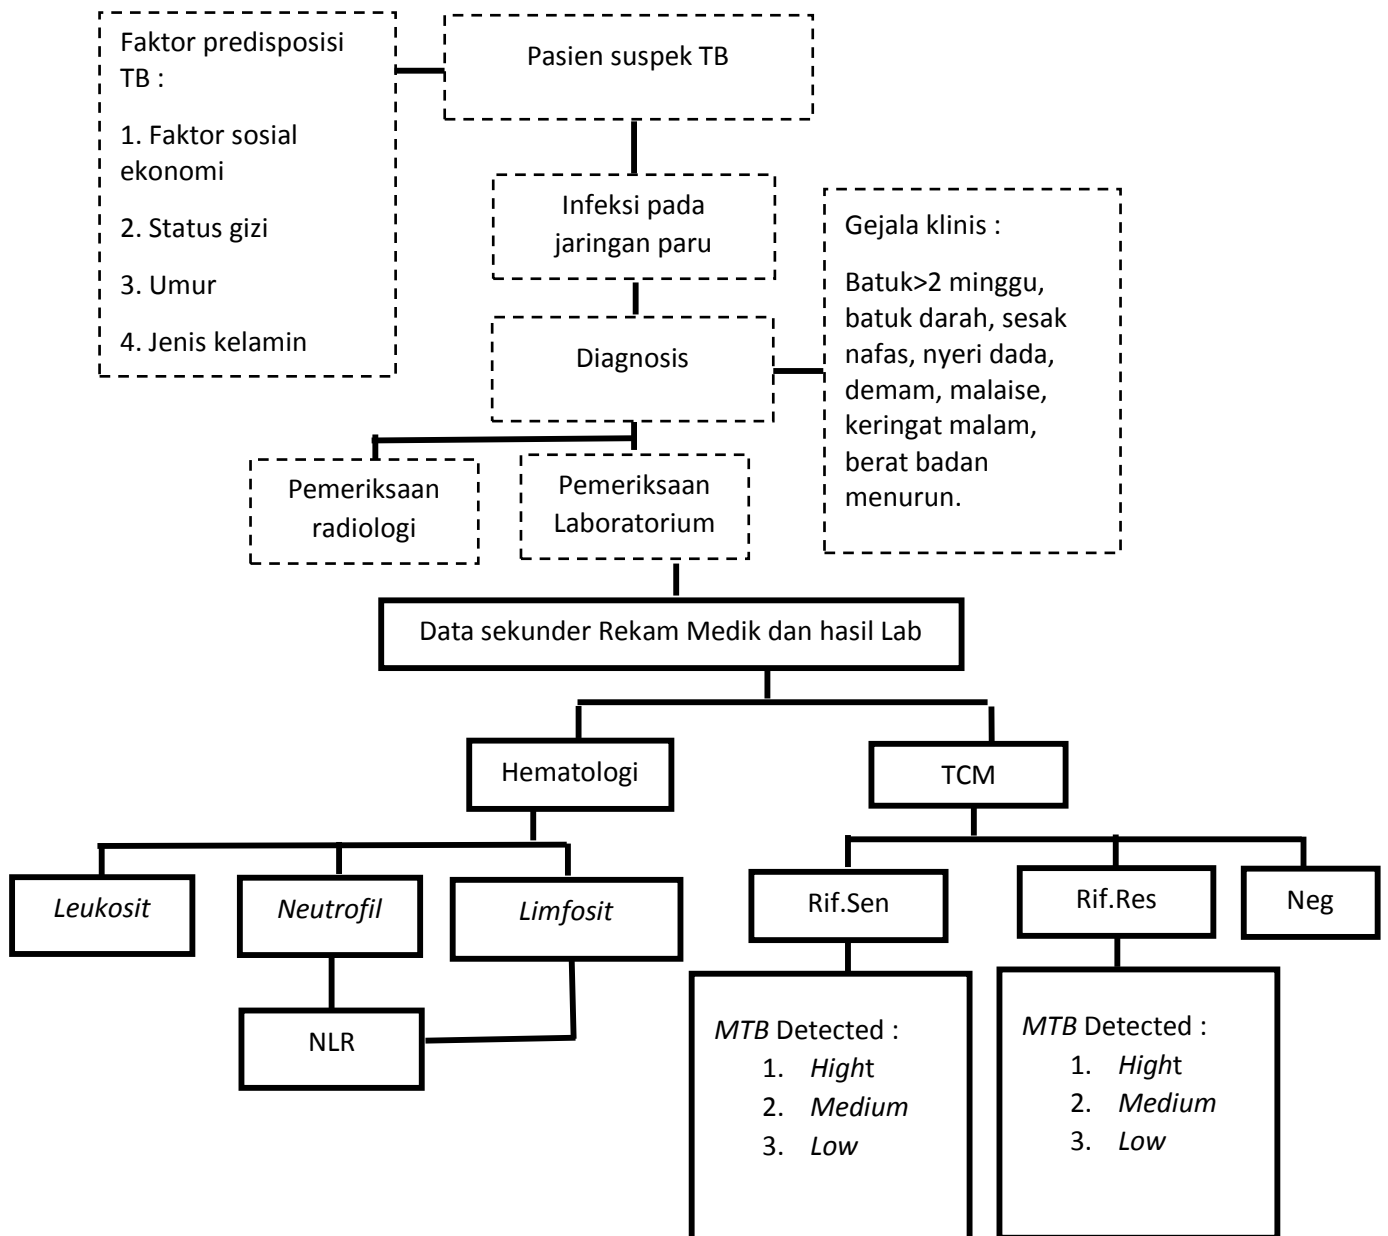 Faktor predisposisi
TB :
1. Faktor sosial
ekonomi
2. Status gizi
3. Umur
4. Jenis kelamin
Pasien suspek TB
Infeksi pada
jaringan paru
Gejala klinis :
Batuk>2 minggu,
batuk darah, sesak
nafas, nyeri dada,
demam, malaise,
keringat malam,
berat badan
menurun.
Diagnosis
Pemeriksaan
radiologi
Pemeriksaan
Laboratorium
Data sekunder Rekam Medik dan hasil Lab
Hematologi
TCM
Leukosit
Neutrofil
Limfosit
Rif.Sen
Rif.Res
Neg
NLR
MTB Detected :
1. Hight
2. Medium
3. Low
MTB Detected :
1. Hight
2. Medium
3. Low